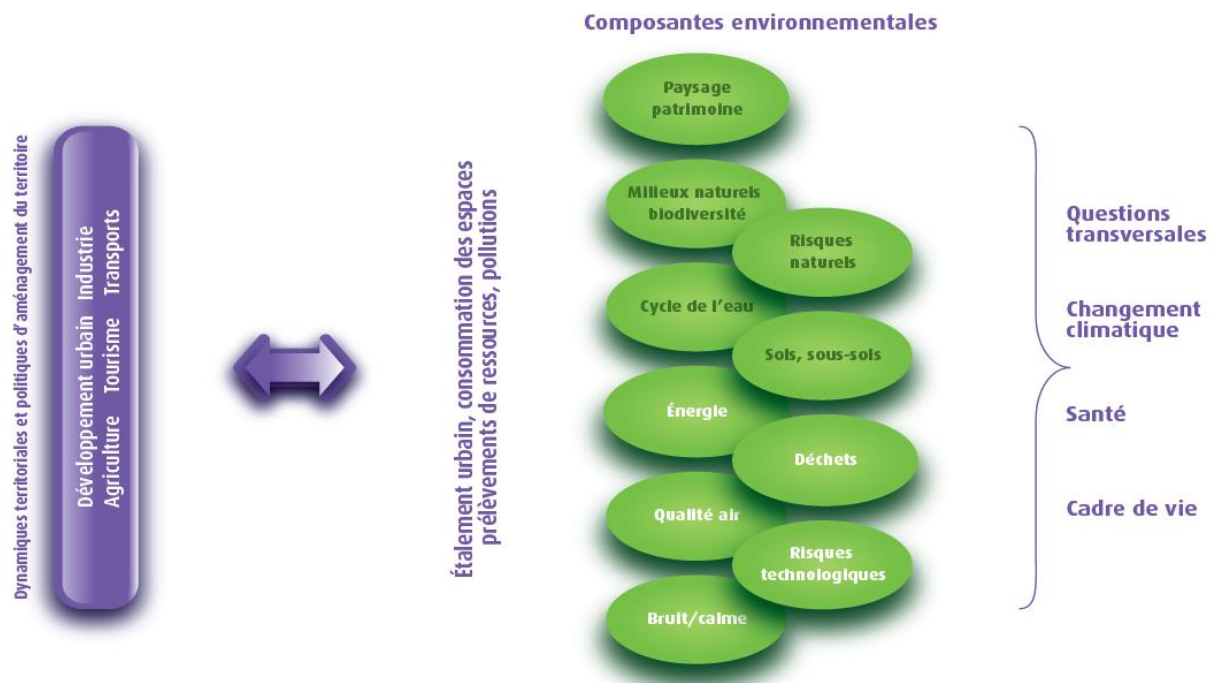 Composantes environnementales
Dynamiques territoriales et politiques d'aménagement du territoire
Développement urbain Industrie
Agriculture Tourisme Transports
Étalement urbain, consommation des espaces
prélèvements de ressources, pollutions
Paysage
patrimoine
Milieux naturels
biodiversité
Risques
naturels
Cycle de l'eau
Sols, sous-sols
Énergie
Déchets
Qualité air
Risques
technologiques
Bruit/calme
Questions
transversales
Changement
climatique
Santé
Cadre de vie